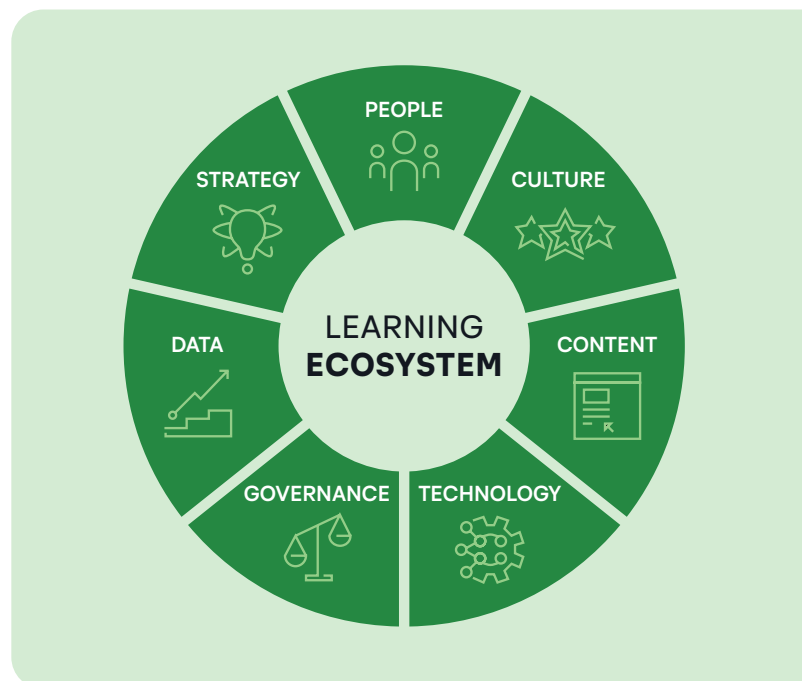 PEOPLE
STRATEGY
CULTURE
LEARNING
ECOSYSTEM
DATA
CONTENT
GOVERNANCE
TECHNOLOGY